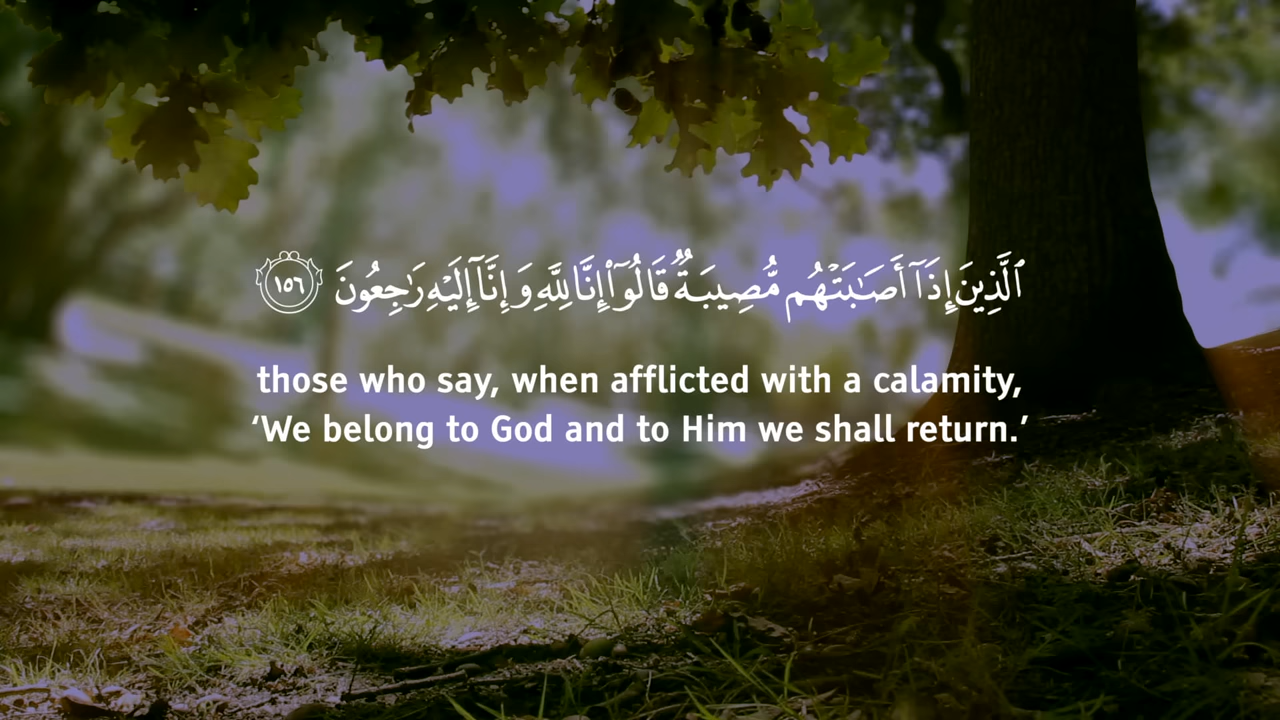 ٱلَّذِينَ إِذَآ أَصَـٰبَتْهُم مُّصِيبَةٌ قَالُوٓا۟ إِنَّا لِلَّهِ وَإِنَّآ إِلَيْهِ رَٰجِعُونَ ١٥٦
those who say, when afflicted with a calamity,
‘We belong to God and to Him we shall return.’